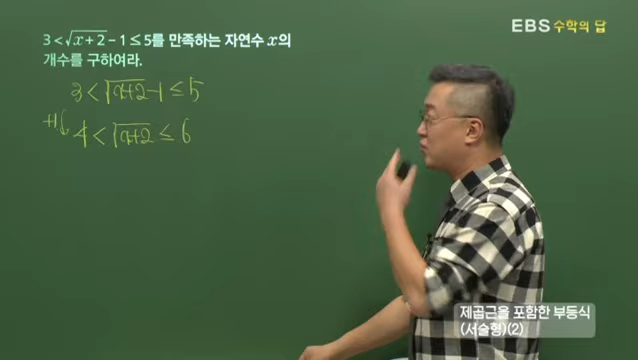 EBS 수학의 답
3 < √x+2 - 1 ≤ 5를 만족하는 자연수 x의
개수를 구하여라.
3 < √x+2 -1 ≤ 5
+1 4 < √x+2 ≤ 6
제곱근을 포함한 부등식
(서술형)(2)